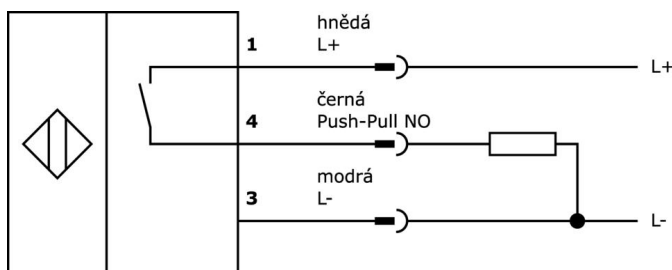 hnědá
1 L+
L+
černá
4 Push-Pull NO
modrá
3 L-
L-